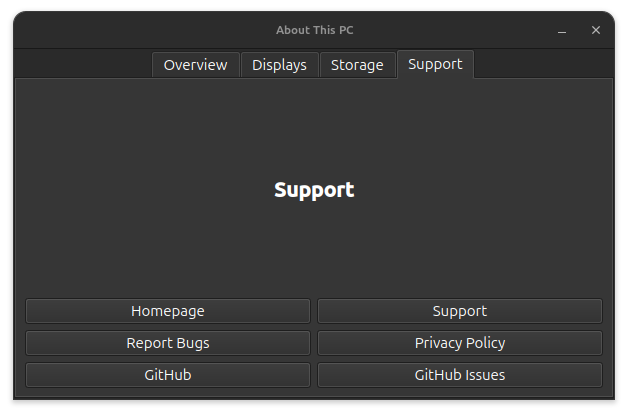 About This PC
Overview Displays Storage Support
Support
Homepage Support
Report Bugs Privacy Policy
GitHub GitHub Issues